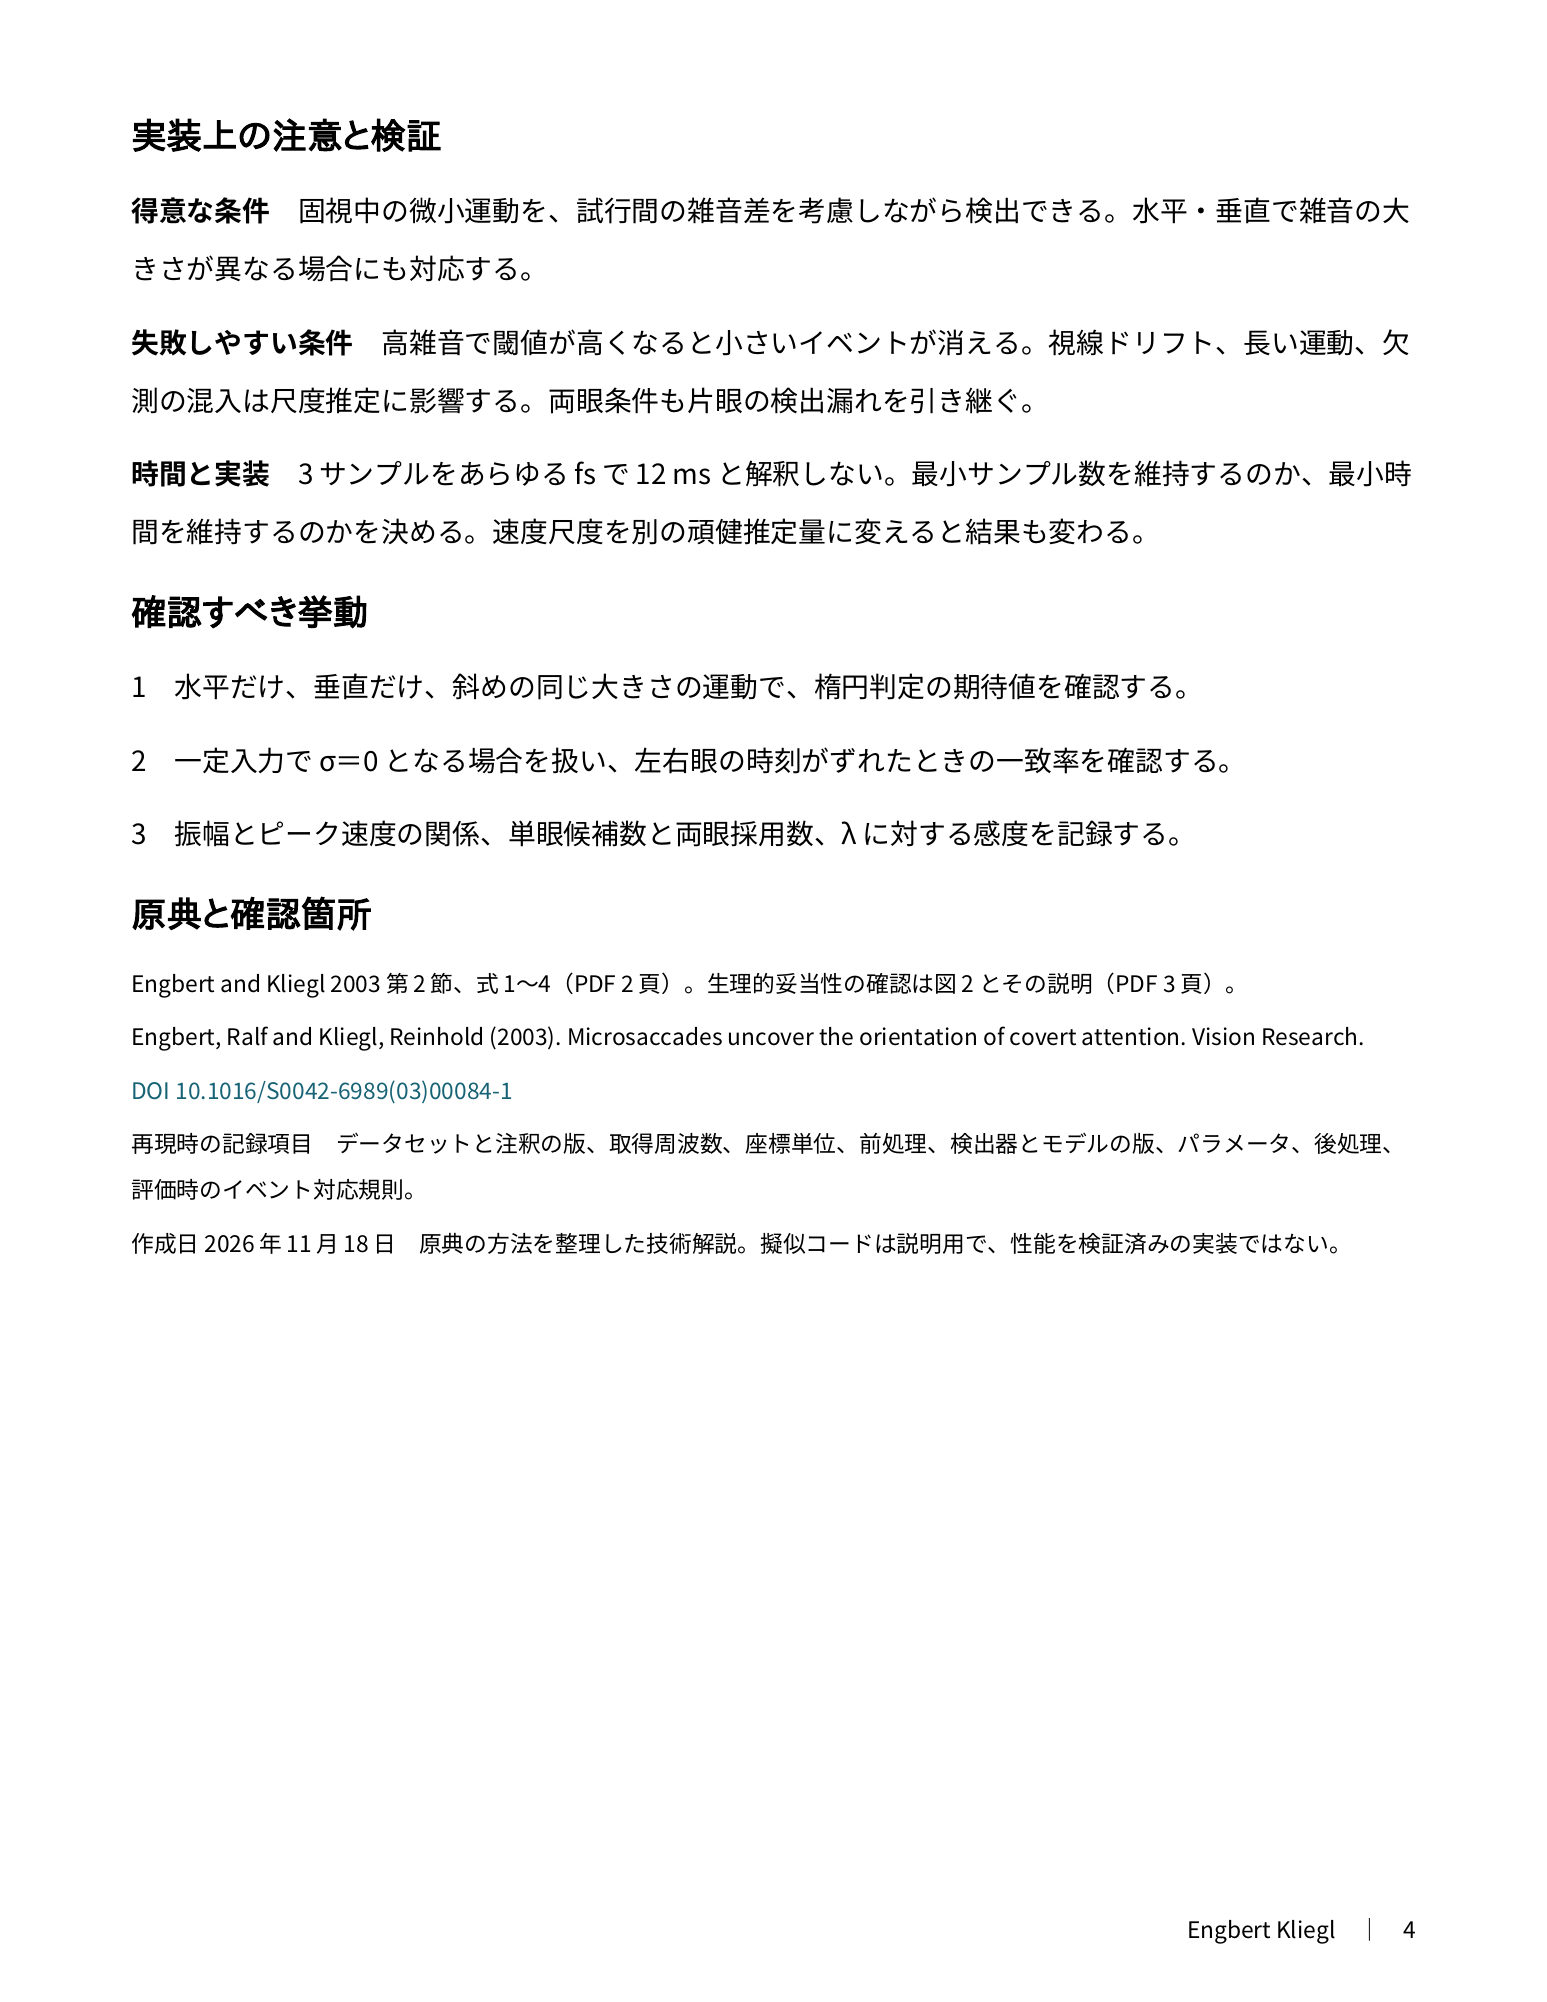 実装上の注意と検証
得意な条件　固視中の微小運動を、試行間の雑音差を考慮しながら検出できる。水平・垂直で雑音の大
きさが異なる場合にも対応する。
失敗しやすい条件　高雑音で閾値が高くなると小さいイベントが消える。視線ドリフト、長い運動、欠
測の混入は尺度推定に影響する。両眼条件も片眼の検出漏れを引き継ぐ。
時間と実装　3 サンプルをあらゆる fs で 12 ms と解釈しない。最小サンプル数を維持するのか、最小時
間を維持するのかを決める。速度尺度を別の頑健推定量に変えると結果も変わる。
確認すべき挙動
1　水平だけ、垂直だけ、斜めの同じ大きさの運動で、楕円判定の期待値を確認する。
2　一定入力で σ＝0 となる場合を扱い、左右眼の時刻がずれたときの一致率を確認する。
3　振幅とピーク速度の関係、単眼候補数と両眼採用数、λ に対する感度を記録する。
原典と確認箇所
Engbert and Kliegl 2003 第 2 節、式 1〜4（PDF 2 頁）。生理的妥当性の確認は図 2 とその説明（PDF 3 頁）。
Engbert, Ralf and Kliegl, Reinhold (2003). Microsaccades uncover the orientation of covert attention. Vision Research.
DOI 10.1016/S0042-6989(03)00084-1
再現時の記録項目　データセットと注釈の版、取得周波数、座標単位、前処理、検出器とモデルの版、パラメータ、後処理、
評価時のイベント対応規則。
作成日 2026 年 11 月 18 日　原典の方法を整理した技術解説。擬似コードは説明用で、性能を検証済みの実装ではない。
Engbert Kliegl ｜ 4